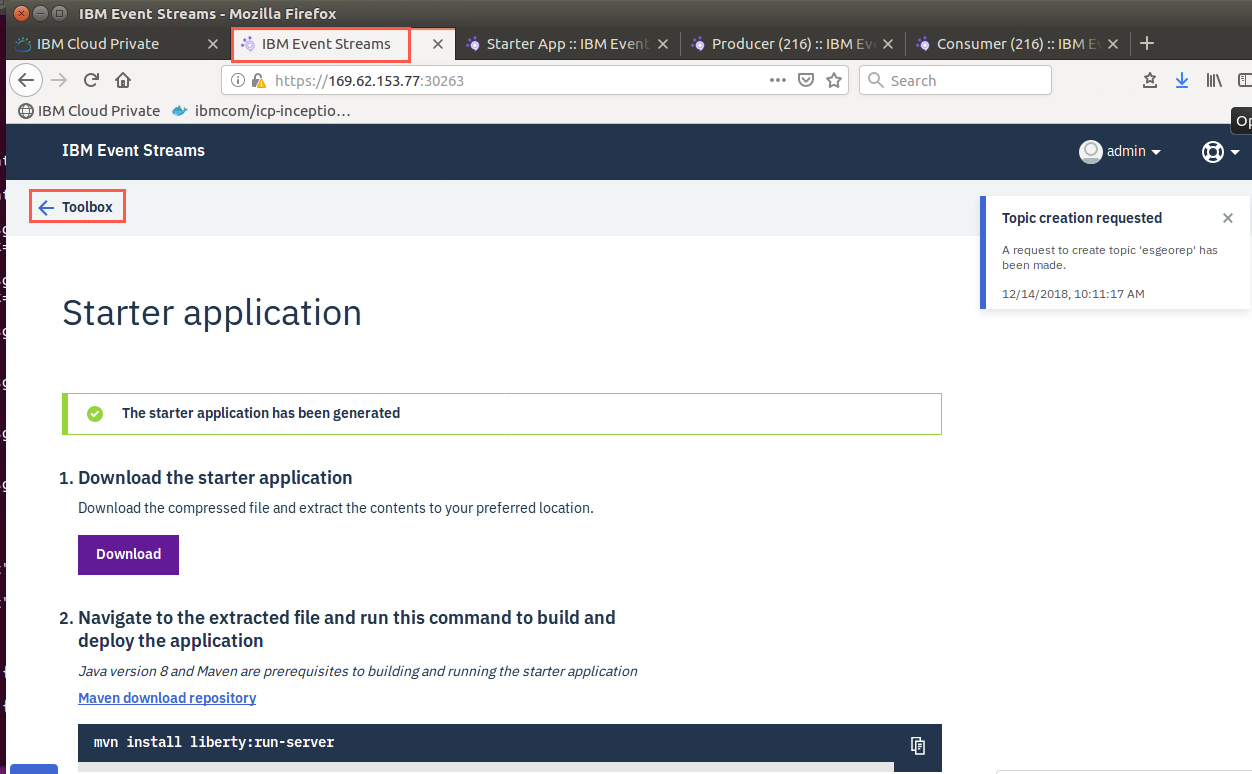 IBM Event Streams - Mozilla Firefox
IBM Cloud Private
IBM Event Streams
Starter App :: IBM Event
Producer (216) :: IBM Ev
Consumer (216) :: IBM E
https://169.62.153.77:30263
Search
IBM Cloud Private
ibmcom/icp-inceptio...
IBM Event Streams
admin
Toolbox
Topic creation requested
A request to create topic 'esgeorep' has
been made.
12/14/2018, 10:11:17 AM
Starter application
The starter application has been generated
1. Download the starter application
Download the compressed file and extract the contents to your preferred location.
Download
2. Navigate to the extracted file and run this command to build and
deploy the application
Java version 8 and Maven are prerequisites to building and running the starter application
Maven download repository
mvn install liberty:run-server